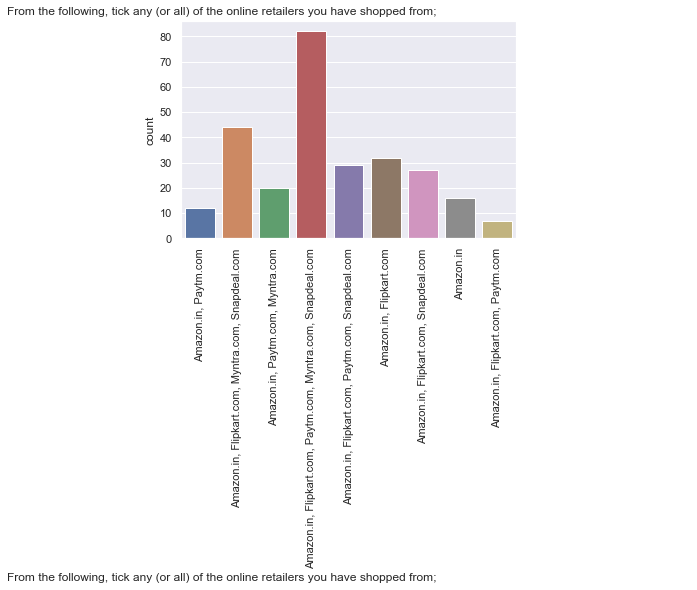 From the following, tick any (or all) of the online retailers you have shopped from;
80
70
60
50
40
30
20
10
0
count
Amazon.in, Paytm.com
Amazon.in, Flipkart.com, Myntra.com, Snapdeal.com
Amazon.in, Paytm.com, Myntra.com
Amazon.in, Flipkart.com, Paytm.com, Myntra.com, Snapdeal.com
Amazon.in, Flipkart.com, Paytm.com, Snapdeal.com
Amazon.in, Flipkart.com
Amazon.in, Flipkart.com, Snapdeal.com
Amazon.in
Amazon.in, Flipkart.com, Paytm.com
From the following, tick any (or all) of the online retailers you have shopped from;